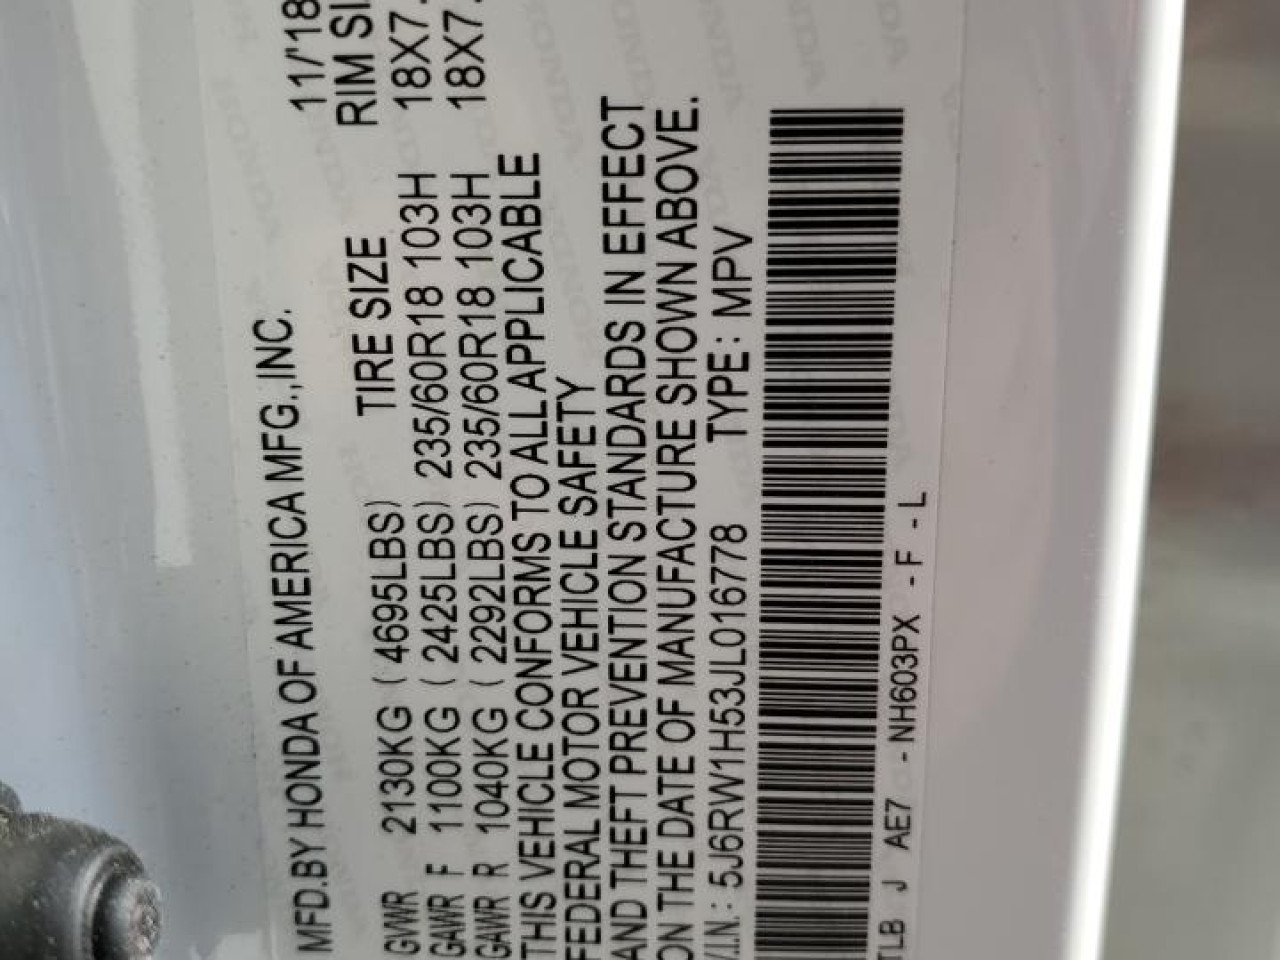 MFD.BY HONDA OF AMERICA MFG.,INC. 11/'18
TIRE SIZE RIM SI
GVWR 2130KG ( 4695LBS)
GAWR F 1100KG ( 2425LBS) 235/60R18 103H 18X7.
GAWR R 1040KG ( 2292LBS) 235/60R18 103H 18X7.
THIS VEHICLE CONFORMS TO ALL APPLICABLE
FEDERAL MOTOR VEHICLE SAFETY
AND THEFT PREVENTION STANDARDS IN EFFECT
ON THE DATE OF MANUFACTURE SHOWN ABOVE.
V.I.N.: 5J6RW1H53JL016778 TYPE: MPV
TLB J AE7 - NH603PX - F - L